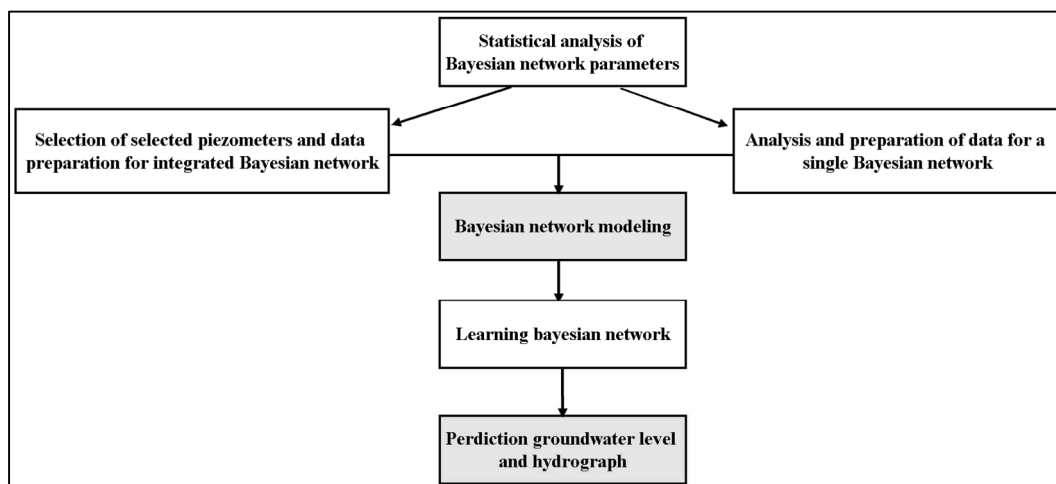 Statistical analysis of
Bayesian network parameters
Selection of selected piezometers and data
preparation for integrated Bayesian network
Analysis and preparation of data for a
single Bayesian network
Bayesian network modeling
Learning bayesian network
Perdiction groundwater level
and hydrograph